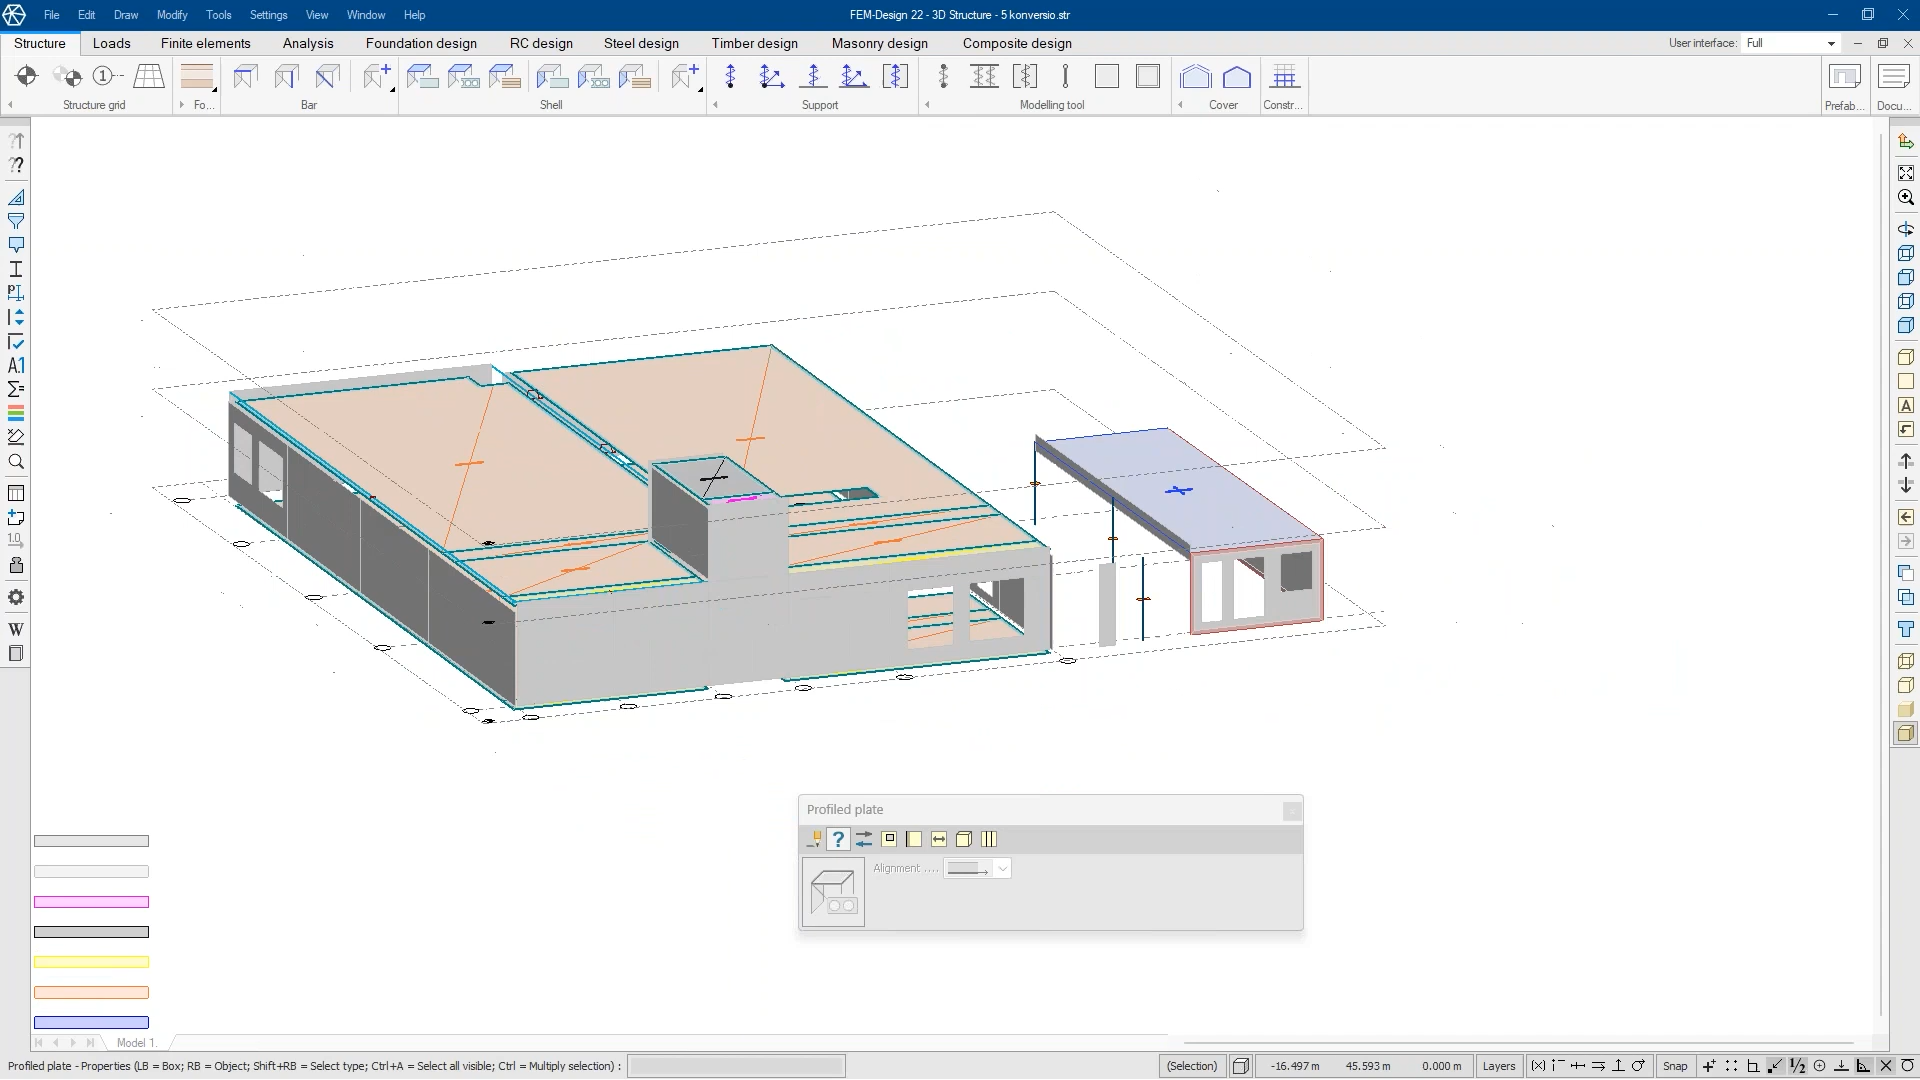 File Edit Draw Modify Tools Settings View Window Help
FEM-Design 22 - 3D Structure - 5 konversio.str
Structure Loads Finite elements Analysis Foundation design RC design Steel design Timber design Masonry design Composite design
User interface: Full
Structure grid Fo... Bar Shell Support Modelling tool Cover Constr... Prefab... Docu...
Profiled plate
Alignment ....
Model 1.
Profiled plate - Properties (LB = Box; RB = Object; Shift+RB = Select type; Ctrl+A = Select all visible; Ctrl = Multiply selection) :
(Selection) -16.497 m 45.593 m 0.000 m Layers Snap